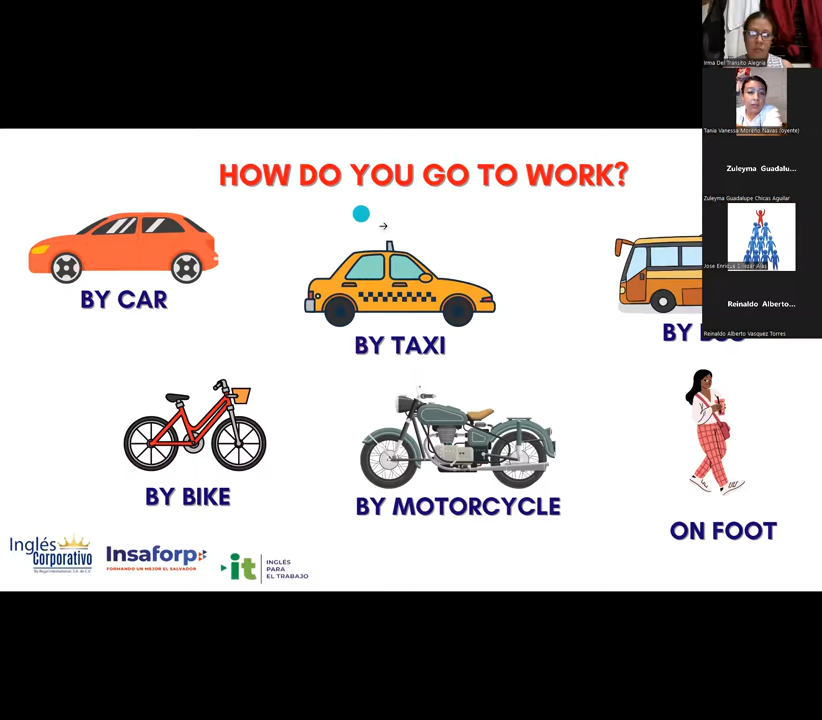 HOW DO YOU GO TO WORK?
BY CAR
BY TAXI
BY
BY BIKE
BY MOTORCYCLE
ON FOOT
Inglés
Corporativo
Insaforp
FORMANDO UN MEJOR EL SALVADOR
it
INGLÉS
PARA
EL TRABAJO
Irma Del Transito Alegria
Tania Vanessa Moreno Navas (oyente)
Zuleyma Guadalu...
Zuleyma Guadalupe Chicas Aguilar
Jose Enrique
Reinaldo Alberto...
Reinaldo Alberto Vasquez Torres